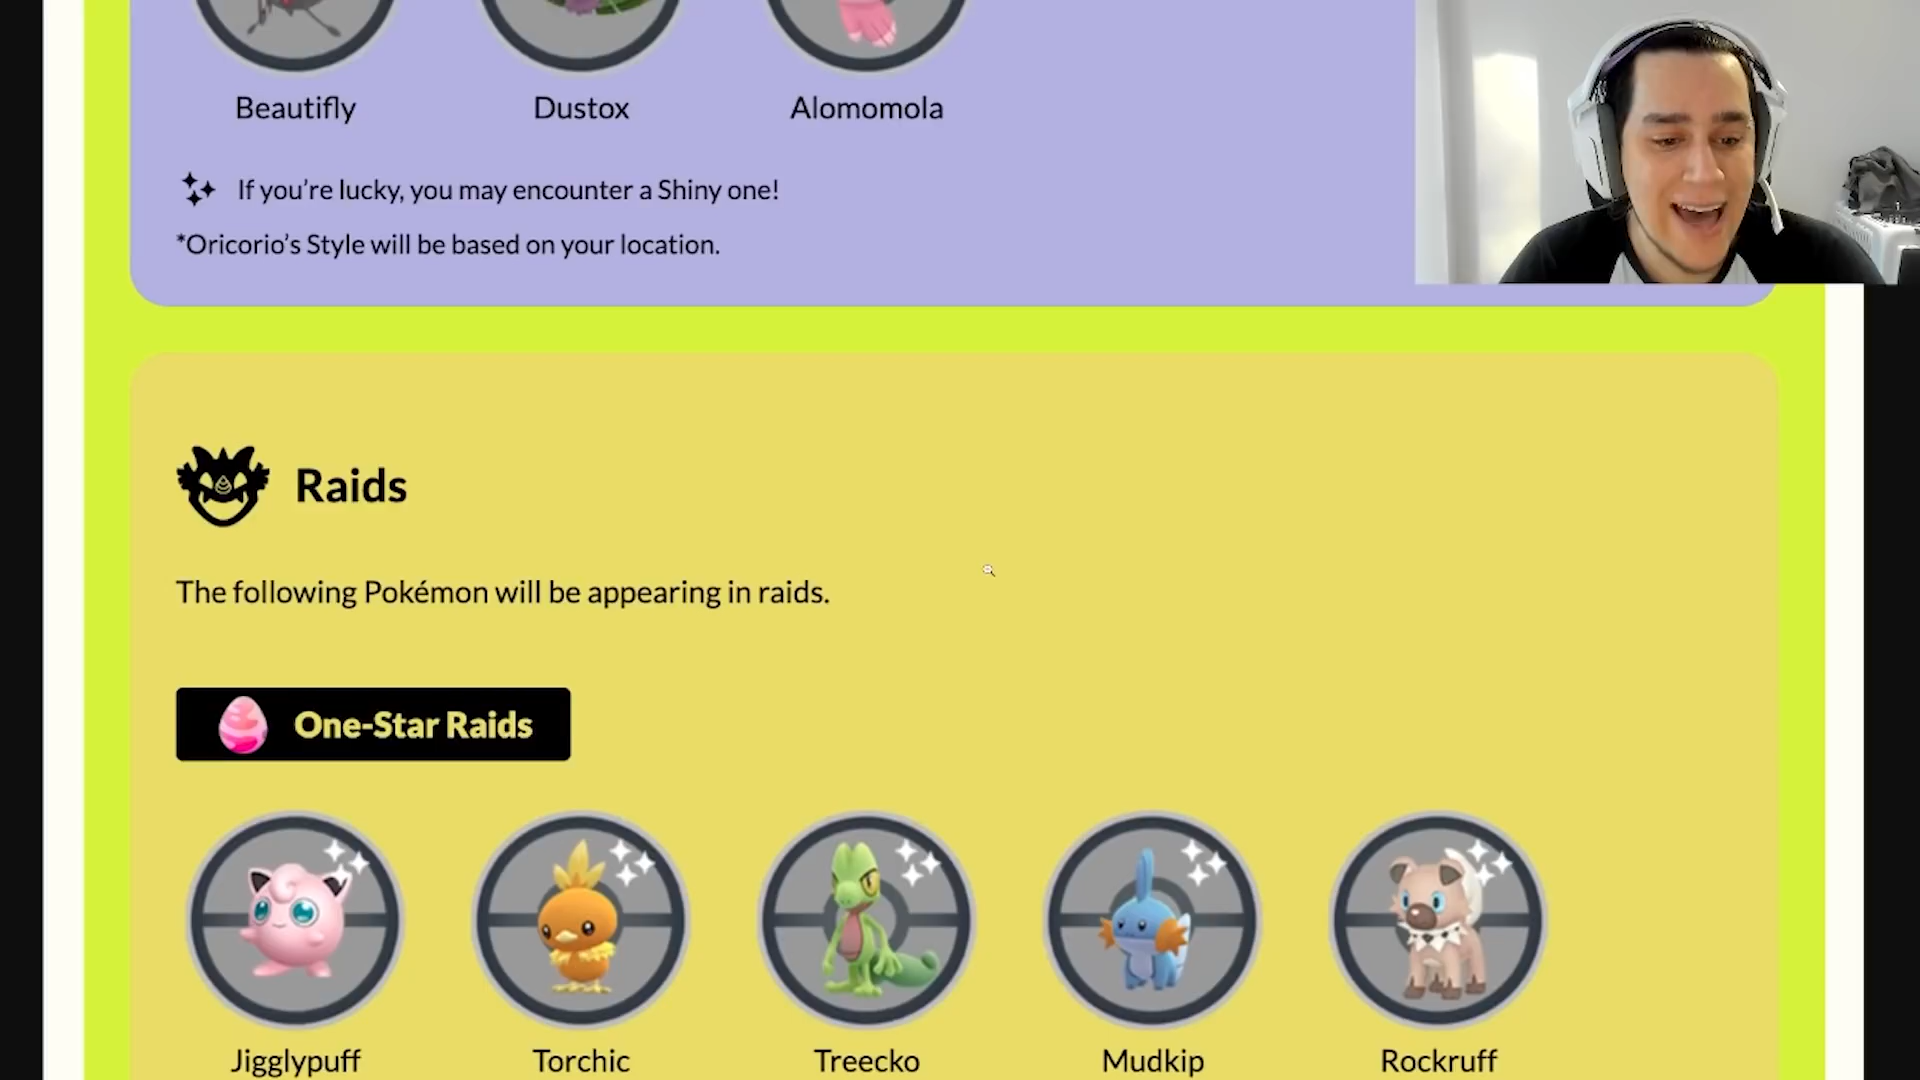 Beautifly
Dustox
Alomomola
If you’re lucky, you may encounter a Shiny one!
*Oricorio’s Style will be based on your location.
Raids
The following Pokémon will be appearing in raids.
One-Star Raids
Jigglypuff
Torchic
Treecko
Mudkip
Rockruff